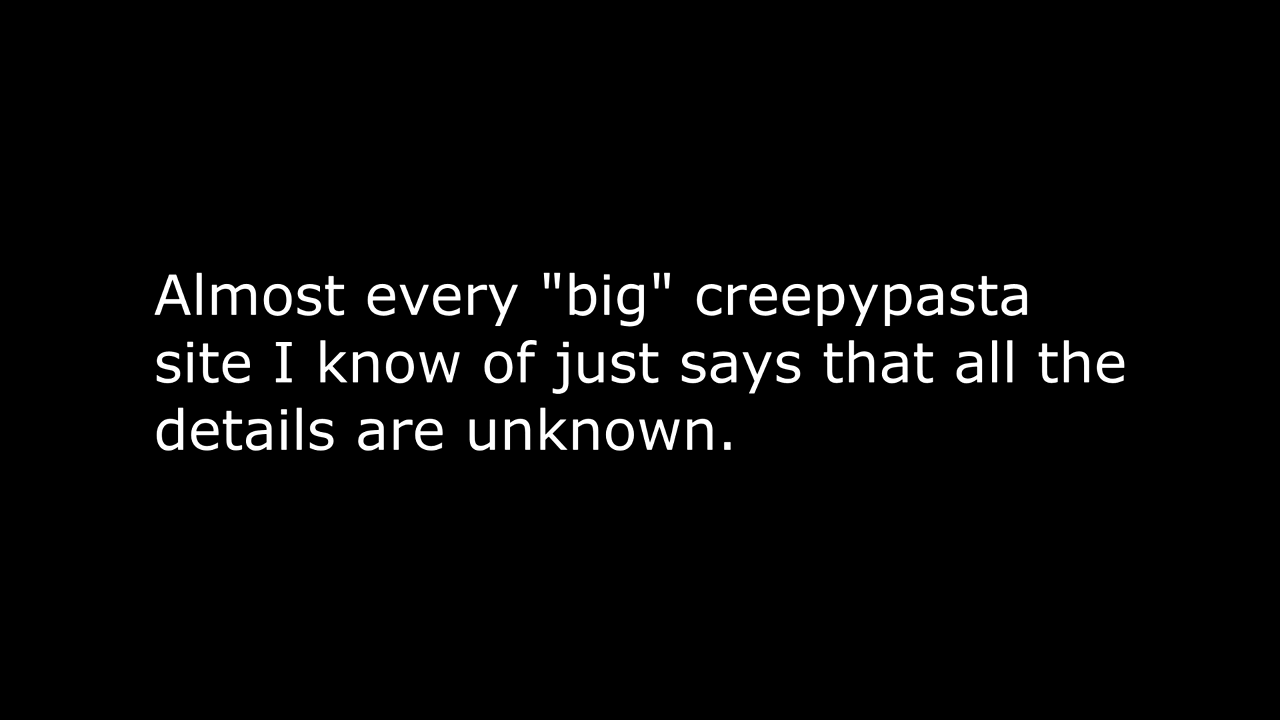 Almost every "big" creepypasta
site I know of just says that all the
details are unknown.